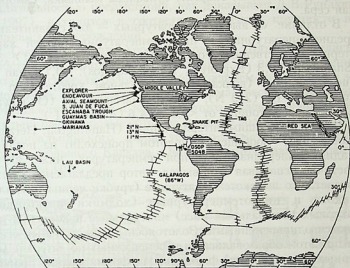 120° 150° 180° 150° 120° 90° 60° 30° 0° 30° 60°
60°
60°
EXPLORER
ENDEAVOUR
AXIAL SEAMOUNT
S. JUAN DE FUCA
ESCANABA TROUGH
GUAYMAS BASIN
OKINAWA
MARIANAS
MIDDLE VALLEY
SNAKE PIT
TAG
RED SEA
21°N
13°N
11°N
DSDP
504B
LAU BASIN
GALAPAGOS
(86°W)
30°
30°
60°
60°
120° 150° 180° 150° 120° 90° 60° 30° 0° 30°